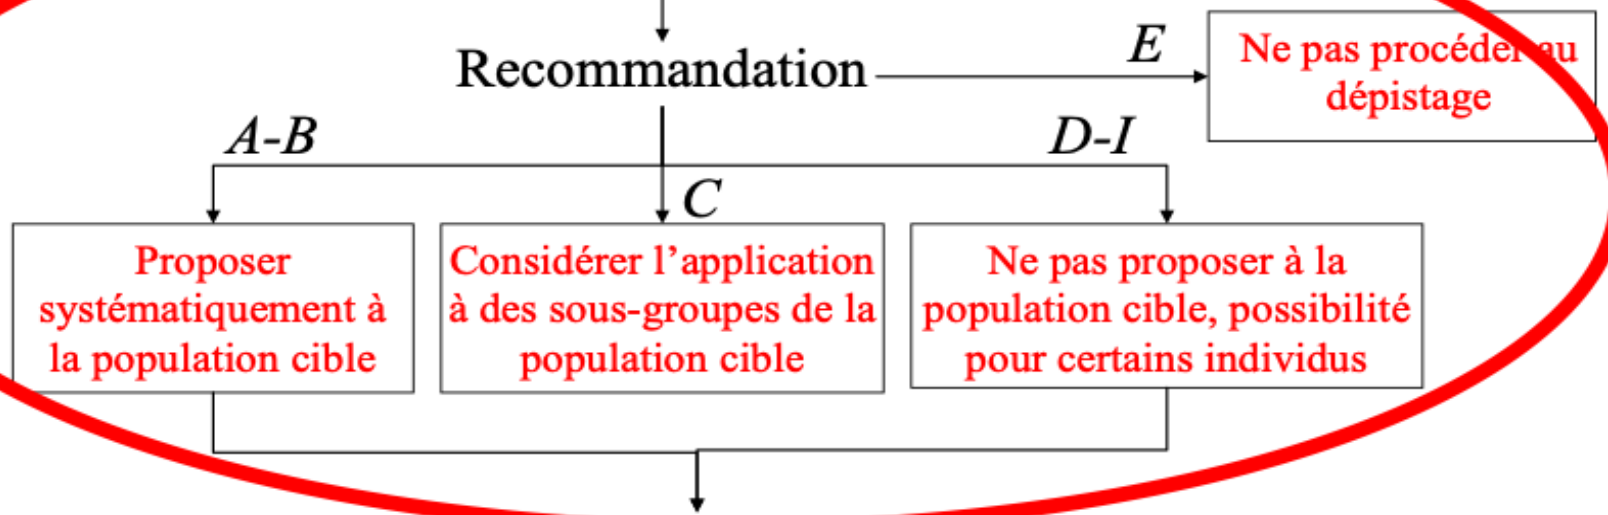 Recommandation
E
Ne pas procéder au
dépistage
A-B
D-I
C
Proposer
systématiquement à
la population cible
Considérer l’application
à des sous-groupes de la
population cible
Ne pas proposer à la
population cible, possibilité
pour certains individus